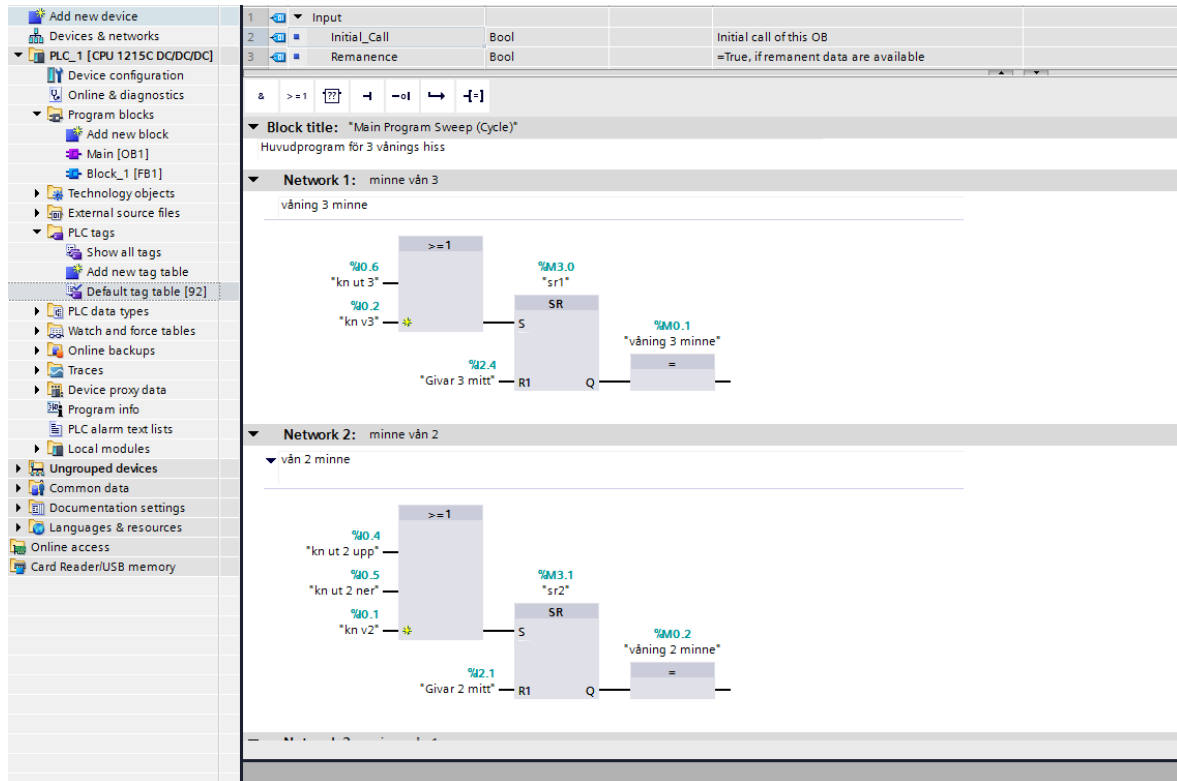 Add new device
Devices & networks
PLC_1 [CPU 1215C DC/DC/DC]
Device configuration
Online & diagnostics
Program blocks
Add new block
Main [OB1]
Block_1 [FB1]
Technology objects
External source files
PLC tags
Show all tags
Add new tag table
Default tag table [92]
PLC data types
Watch and force tables
Online backups
Traces
Device proxy data
Program info
PLC alarm text lists
Local modules
Ungrouped devices
Common data
Documentation settings
Languages & resources
Online access
Card Reader/USB memory
1 Input
2 Initial_Call Bool Initial call of this OB
3 Remanence Bool =True, if remanent data are available
& >=1 ?? 
Block title: "Main Program Sweep (Cycle)"
Huvudprogram för 3 vånings hiss
Network 1: minne vån 3
våning 3 minne
>=1
%I0.6
"kn ut 3"
%I0.2
"kn v3"
%M3.0
"sr1"
SR
S
%I2.4
"Givar 3 mitt" R1 Q
%M0.1
"våning 3 minne"
=
Network 2: minne vån 2
vån 2 minne
>=1
%I0.4
"kn ut 2 upp"
%I0.5
"kn ut 2 ner"
%I0.1
"kn v2"
%M3.1
"sr2"
SR
S
%I2.1
"Givar 2 mitt" R1 Q
%M0.2
"våning 2 minne"
=